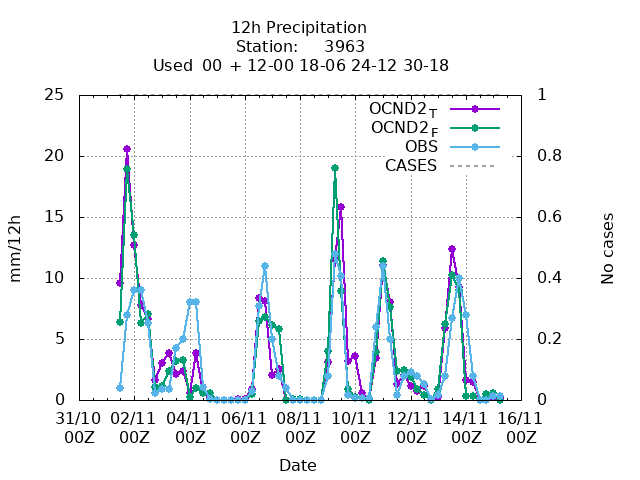 12h Precipitation
Station: 3963
Used 00 + 12-00 18-06 24-12 30-18
25 1
OCND2T
OCND2F
OBS
CASES
20 0.8
15 0.6
mm/12h No cases
10 0.4
5 0.2
0 0
31/10 02/11 04/11 06/11 08/11 10/11 12/11 14/11 16/11
00Z 00Z 00Z 00Z 00Z 00Z 00Z 00Z 00Z
Date